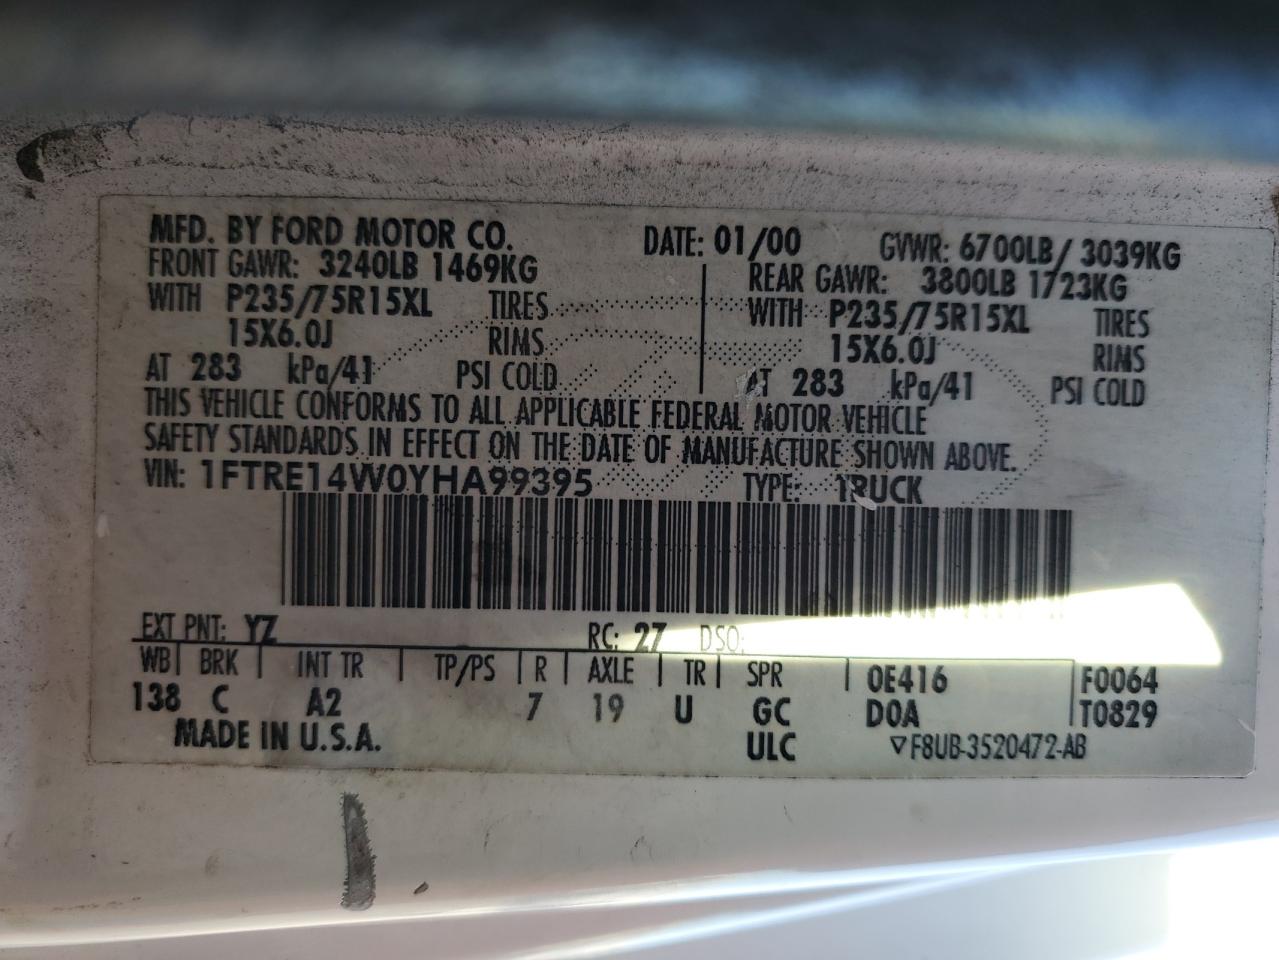 MFD. BY FORD MOTOR CO. DATE: 01/00 GVWR: 6700LB/ 3039KG
FRONT GAWR: 3240LB 1469KG REAR GAWR: 3800LB 1723KG
WITH P235/75R15XL TIRES WITH P235/75R15XL TIRES
15X6.0J RIMS 15X6.0J RIMS
AT 283 kPa/41 PSI COLD AT 283 kPa/41 PSI COLD
THIS VEHICLE CONFORMS TO ALL APPLICABLE FEDERAL MOTOR VEHICLE
SAFETY STANDARDS IN EFFECT ON THE DATE OF MANUFACTURE SHOWN ABOVE.
VIN: 1FTRE14W0YHA99395 TYPE: TRUCK
EXT PNT: YZ RC: 27 DSO:
WB BRK INT TR TP/PS R AXLE TR SPR 0E416 F0064
138 C A2 7 19 U GC D0A T0829
MADE IN U.S.A. ULC ▽F8UB-3520472-AB